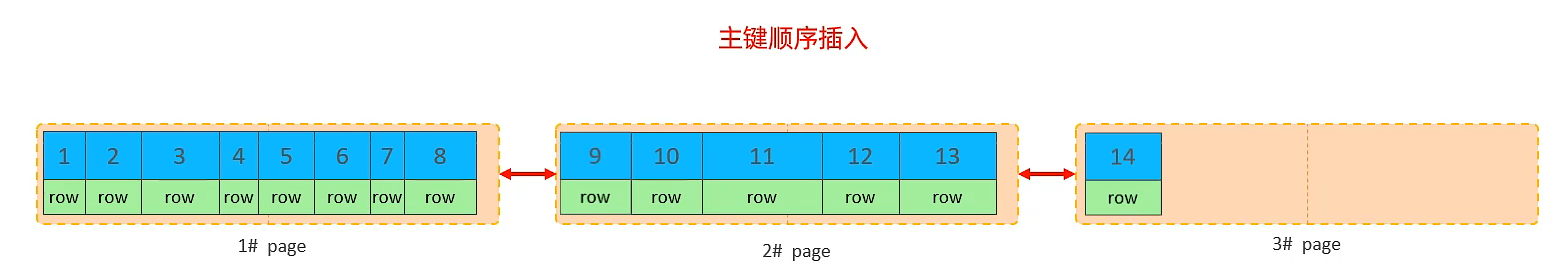 主键顺序插入
1 2 3 4 5 6 7 8
row row row row row row row row
1# page
9 10 11 12 13
row row row row row
2# page
14
row
3# page